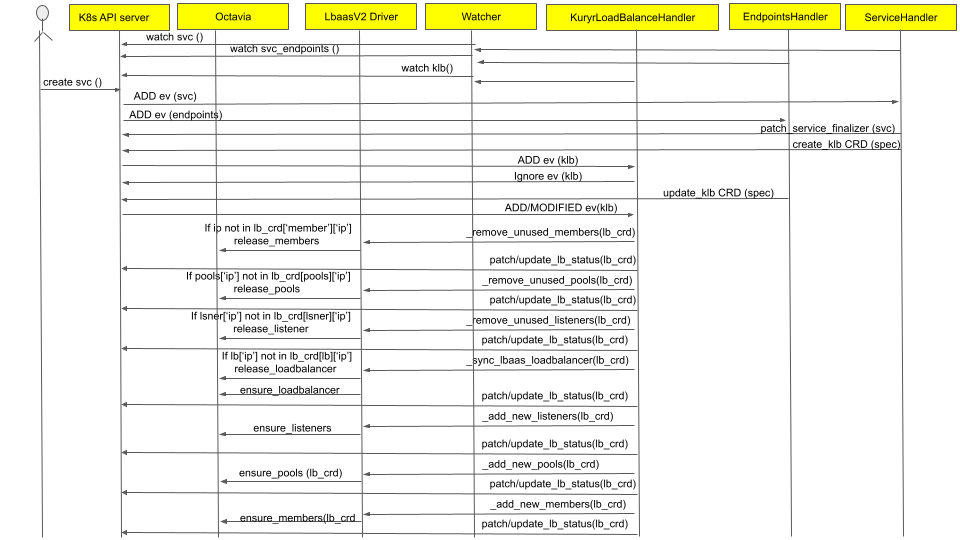 K8s API server
Octavia
LbaasV2 Driver
Watcher
KuryrLoadBalanceHandler
EndpointsHandler
ServiceHandler
watch svc ()
watch svc_endpoints ()
watch klb()
create svc ()
ADD ev (svc)
ADD ev (endpoints)
patch_service_finalizer (svc)
create_klb CRD (spec)
ADD ev (klb)
Ignore ev (klb)
update_klb CRD (spec)
ADD/MODIFIED ev(klb)
If ip not in lb_crd['member']['ip']
release_members
_remove_unused_members(lb_crd)
patch/update_lb_status(lb_crd)
If pools['ip'] not in lb_crd[pools]['ip']
release_pools
_remove_unused_pools(lb_crd)
patch/update_lb_status(lb_crd)
If lsner['ip'] not in lb_crd[lsner]['ip']
release_listener
_remove_unused_listeners(lb_crd)
patch/update_lb_status(lb_crd)
If lb['ip'] not in lb_crd[lb]['ip']
release_loadbalancer
_sync_lbaas_loadbalancer(lb_crd)
ensure_loadbalancer
patch/update_lb_status(lb_crd)
_add_new_listeners(lb_crd)
ensure_listeners
patch/update_lb_status(lb_crd)
_add_new_pools(lb_crd)
ensure_pools (lb_crd)
patch/update_lb_status(lb_crd)
_add_new_members(lb_crd)
ensure_members(lb_crd
patch/update_lb_status(lb_crd)